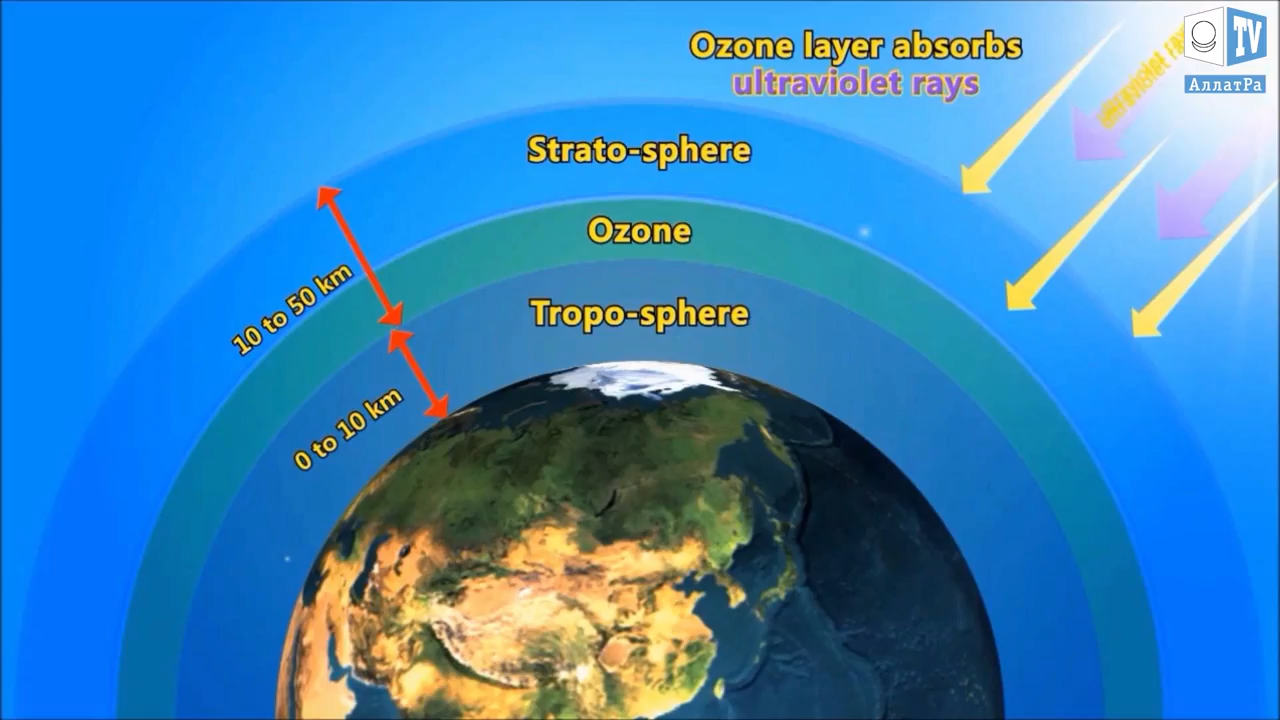 Ozone layer absorbs
ultraviolet rays
TV
АллатРа
Strato-sphere
Ozone
Tropo-sphere
10 to 50 km
0 to 10 km